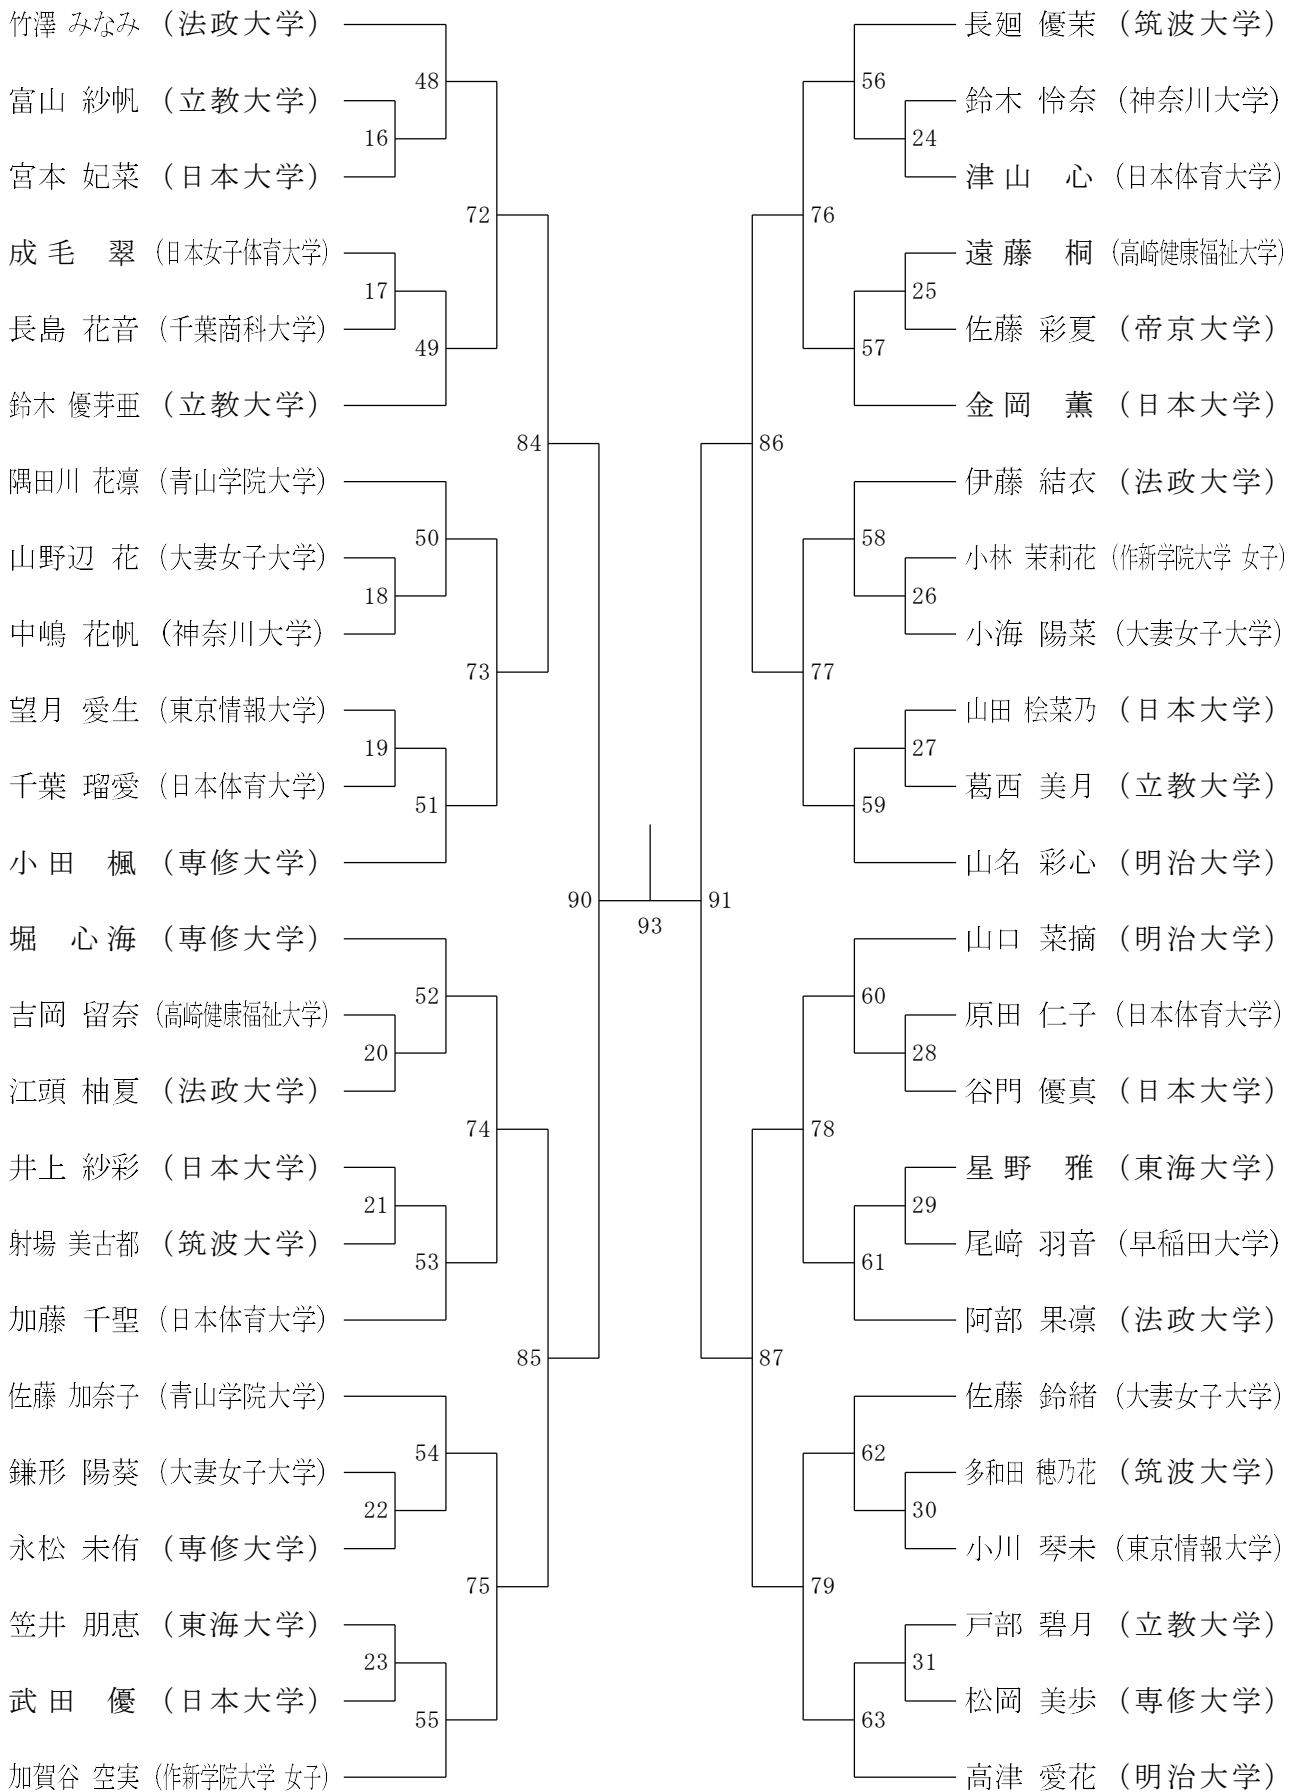 竹澤 みなみ （法政大学）
富山 紗帆 （立教大学）
宮本 妃菜 （日本大学）
成毛 翠 （日本女子体育大学）
長島 花音 （千葉商科大学）
鈴木 優芽亜 （立教大学）
隅田川 花凛 （青山学院大学）
山野辺 花 （大妻女子大学）
中嶋 花帆 （神奈川大学）
望月 愛生 （東京情報大学）
千葉 瑠愛 （日本体育大学）
小田 楓 （専修大学）
堀 心海 （専修大学）
吉岡 留奈 （高崎健康福祉大学）
江頭 柚夏 （法政大学）
井上 紗彩 （日本大学）
射場 美古都 （筑波大学）
加藤 千聖 （日本体育大学）
佐藤 加奈子 （青山学院大学）
鎌形 陽葵 （大妻女子大学）
永松 未侑 （専修大学）
笠井 朋恵 （東海大学）
武田 優 （日本大学）
加賀谷 空実 （作新学院大学 女子）
16
17
18
19
20
21
22
23
48
49
50
51
52
53
54
55
72
73
74
75
84
85
90
93
91
86
87
76
77
78
79
56
57
58
59
60
61
62
63
24
25
26
27
28
29
30
31
長廻 優茉 （筑波大学）
鈴木 怜奈 （神奈川大学）
津山 心 （日本体育大学）
遠藤 桐 （高崎健康福祉大学）
佐藤 彩夏 （帝京大学）
金岡 薫 （日本大学）
伊藤 結衣 （法政大学）
小林 茉莉花 （作新学院大学 女子）
小海 陽菜 （大妻女子大学）
山田 桧菜乃 （日本大学）
葛西 美月 （立教大学）
山名 彩心 （明治大学）
山口 菜摘 （明治大学）
原田 仁子 （日本体育大学）
谷門 優真 （日本大学）
星野 雅 （東海大学）
尾﨑 羽音 （早稲田大学）
阿部 果凛 （法政大学）
佐藤 鈴緒 （大妻女子大学）
多和田 穂乃花 （筑波大学）
小川 琴未 （東京情報大学）
戸部 碧月 （立教大学）
松岡 美歩 （専修大学）
高津 愛花 （明治大学）